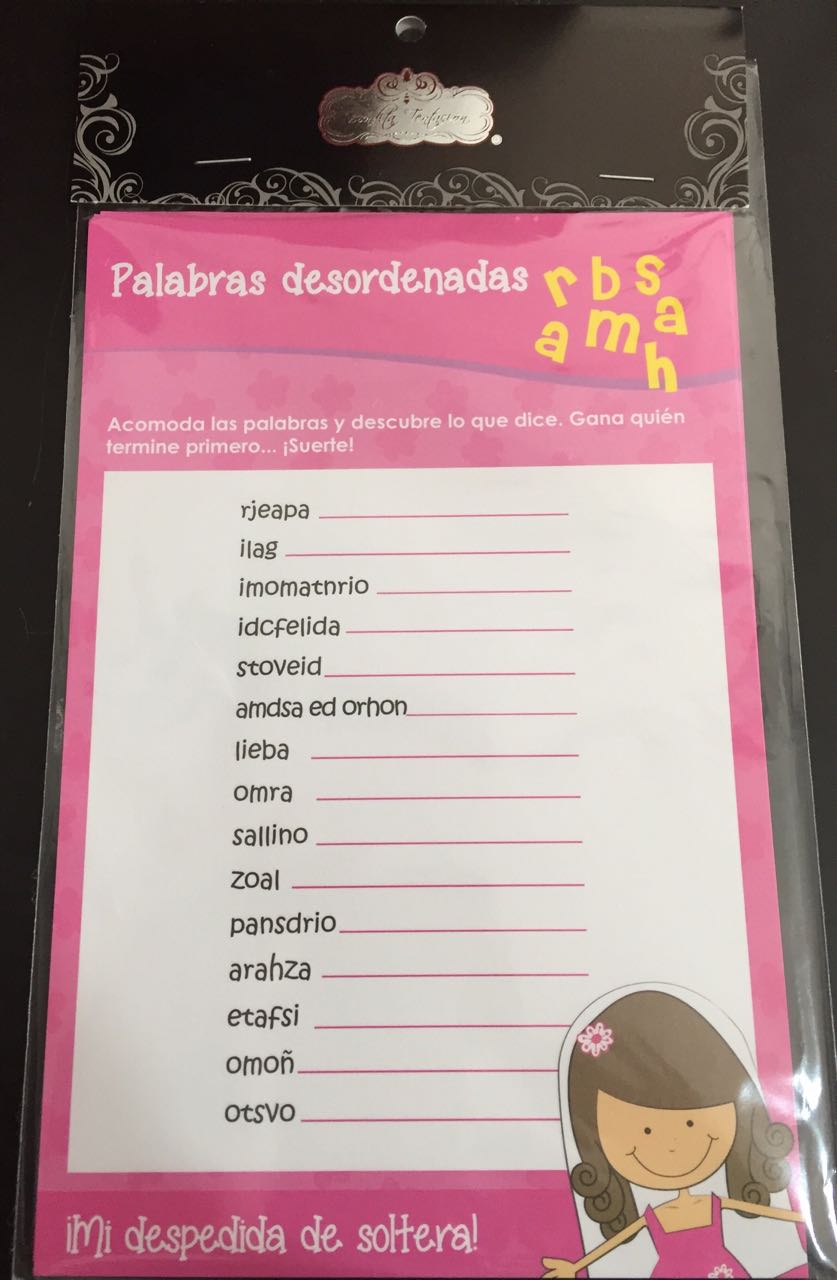 Palabras desordenadas
r b s
a m a
h
Acomoda las palabras y descubre lo que dice. Gana quién
termine primero... ¡Suerte!
rjeapa
ilag
imomatnrio
idcfelida
stoveid
amdsa ed orhon
lieba
omra
sallino
zoal
pansdrio
arahza
etafsi
omoñ
otsvo
¡Mi despedida de soltera!